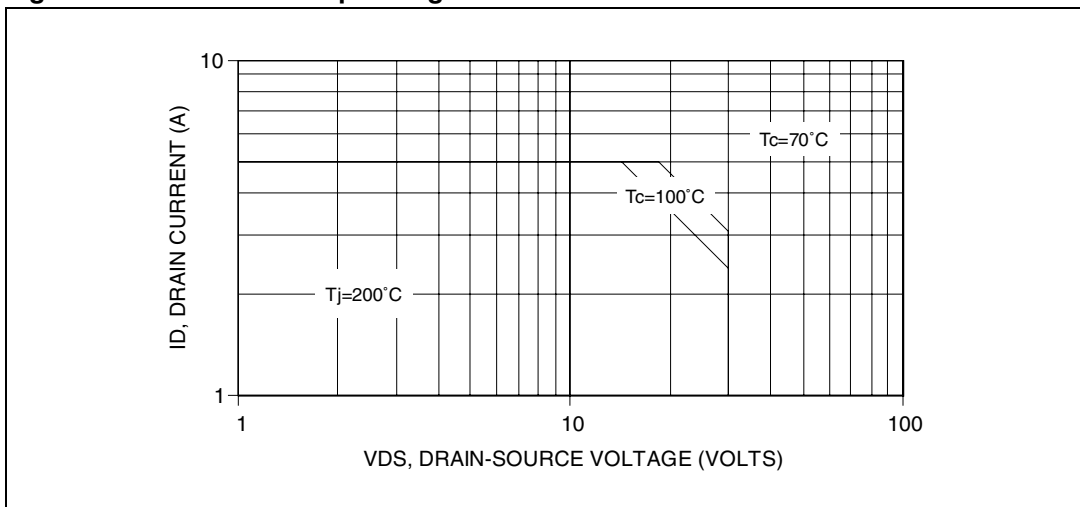 10
Tc=70˚C
Tc=100˚C
Tj=200˚C
1
1
10
100
ID, DRAIN CURRENT (A)
VDS, DRAIN-SOURCE VOLTAGE (VOLTS)